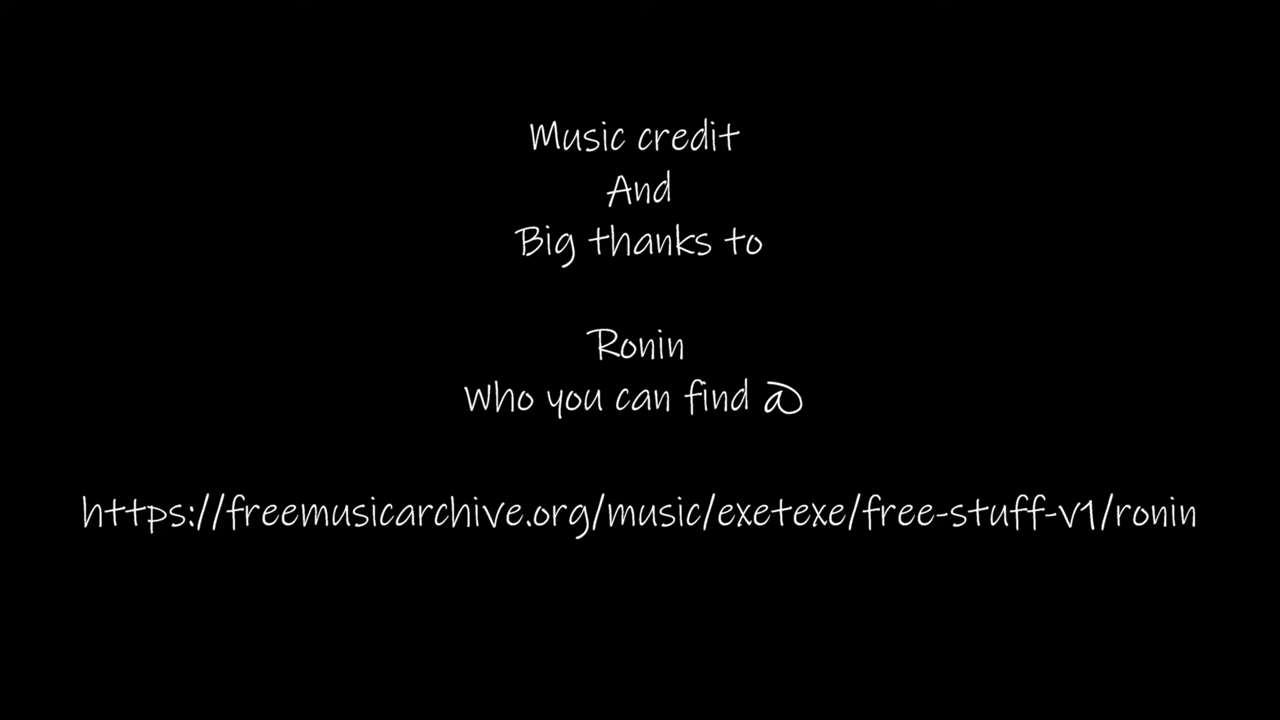 Music credit
And
Big thanks to
Ronin
Who you can find @
https://freemusicarchive.org/music/exetexe/free-stuff-v1/ronin